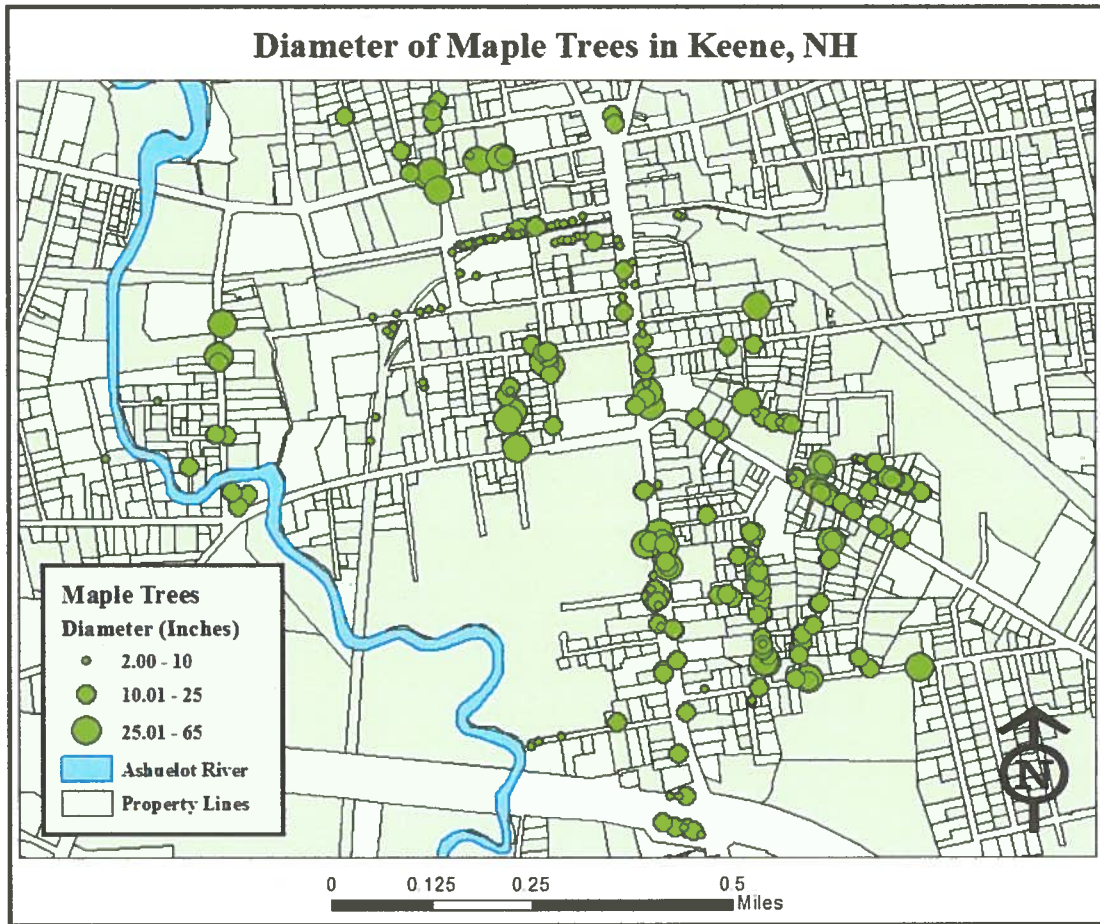 Diameter of Maple Trees in Keene, NH
Maple Trees
Diameter (Inches)
2.00 - 10
10.01 - 25
25.01 - 65
Ashuelot River
Property Lines
N
0 0.125 0.25 0.5
Miles